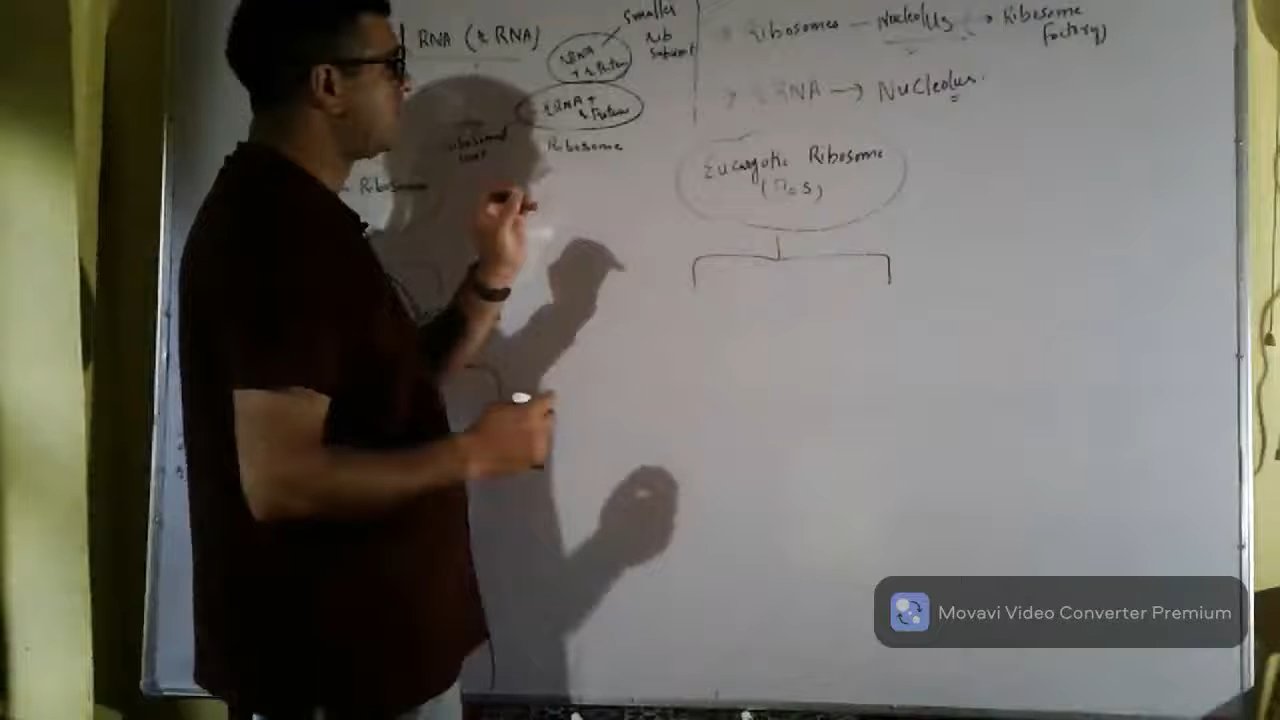 RNA (r RNA)
smaller
sub
subunit
rRNA
+ r Protein
rRNA +
r Protein
Ribosome
Ribosome
Ribosomes — Nucleolus → Ribosome
factory)
RNA → Nucleolus.
Eucaryotic Ribosome
Movavi Video Converter Premium